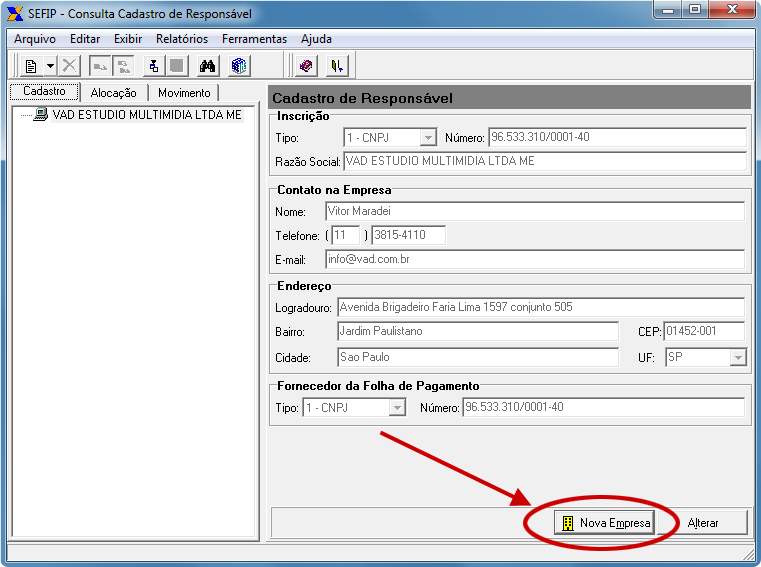 SEFIP - Consulta Cadastro de Responsável
Arquivo Editar Exibir Relatórios Ferramentas Ajuda
Cadastro Alocação Movimento
VAD ESTUDIO MULTIMIDIA LTDA ME
Cadastro de Responsável
Inscrição
Tipo: 1 - CNPJ Número: 96.533.310/0001-40
Razão Social: VAD ESTUDIO MULTIMIDIA LTDA ME
Contato na Empresa
Nome: Vitor Maradei
Telefone: ( 11 ) 3815-4110
E-mail: info@vad.com.br
Endereço
Logradouro: Avenida Brigadeiro Faria Lima 1597 conjunto 505
Bairro: Jardim Paulistano CEP: 01452-001
Cidade: Sao Paulo UF: SP
Fornecedor da Folha de Pagamento
Tipo: 1 - CNPJ Número: 96.533.310/0001-40
Nova Empresa Alterar